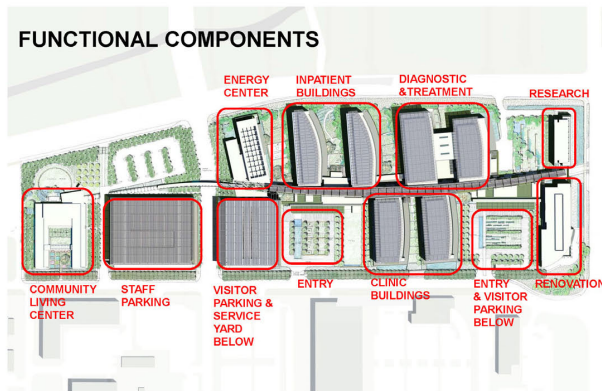 FUNCTIONAL COMPONENTS
ENERGY
CENTER
INPATIENT
BUILDINGS
DIAGNOSTIC
&TREATMENT
RESEARCH
COMMUNITY
LIVING
CENTER
STAFF
PARKING
VISITOR
PARKING &
SERVICE
YARD
BELOW
ENTRY
CLINIC
BUILDINGS
ENTRY
& VISITOR
PARKING
BELOW
RENOVATION